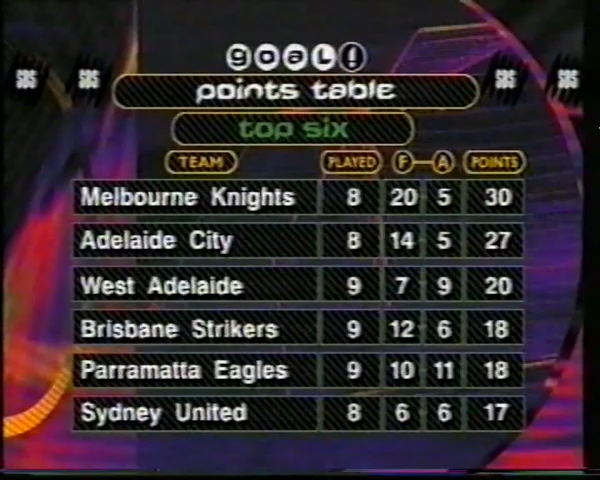 goaL!
SBS SBS SBS SBS
points table
top six
TEAM PLAYED F A POINTS
Melbourne Knights 8 20 5 30
Adelaide City 8 14 5 27
West Adelaide 9 7 9 20
Brisbane Strikers 9 12 6 18
Parramatta Eagles 9 10 11 18
Sydney United 8 6 6 17